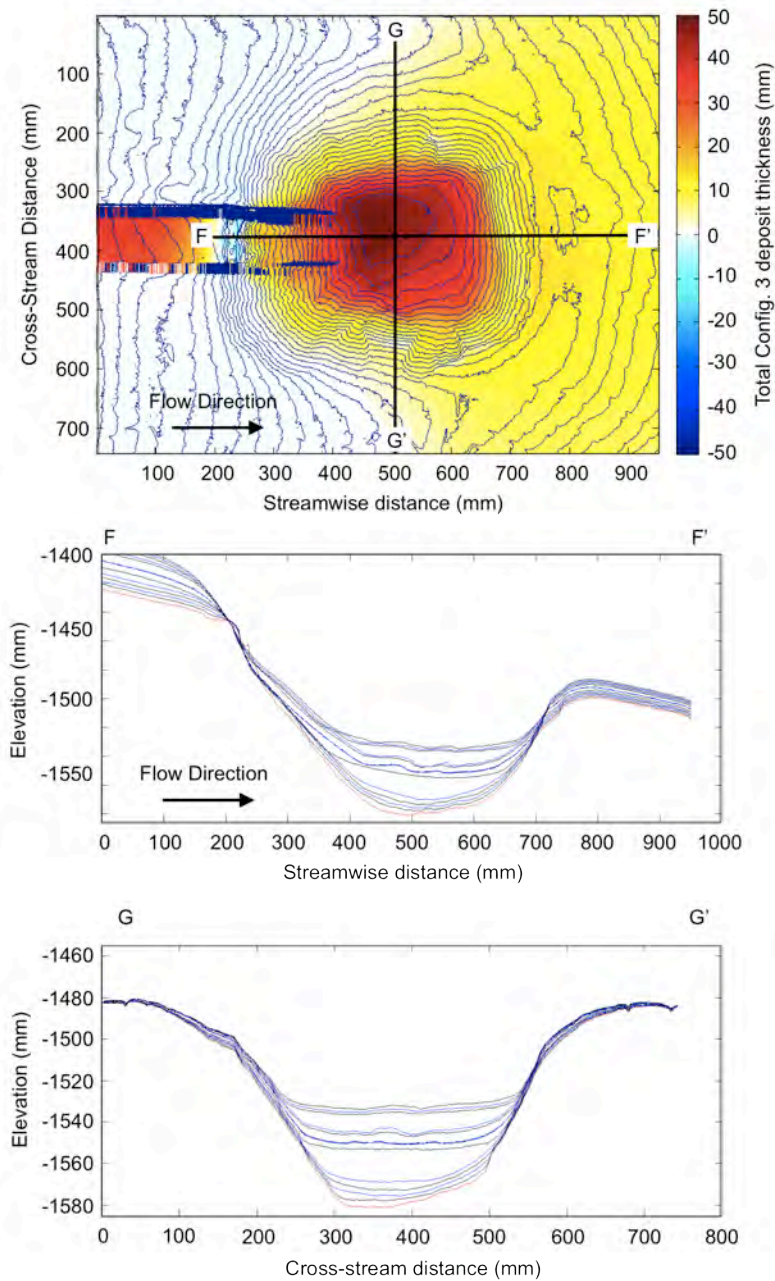 G
F
F'
G'
100
200
300
400
500
600
700
Cross-Stream Distance (mm)
Flow Direction
100 200 300 400 500 600 700 800 900
Streamwise distance (mm)
50
40
30
20
10
0
-10
-20
-30
-40
-50
Total Config. 3 deposit thickness (mm)
F F'
-1400
-1450
-1500
-1550
Elevation (mm)
Flow Direction
0 100 200 300 400 500 600 700 800 900 1000
Streamwise distance (mm)
G G'
-1460
-1480
-1500
-1520
-1540
-1560
-1580
Elevation (mm)
0 100 200 300 400 500 600 700 800
Cross-stream distance (mm)